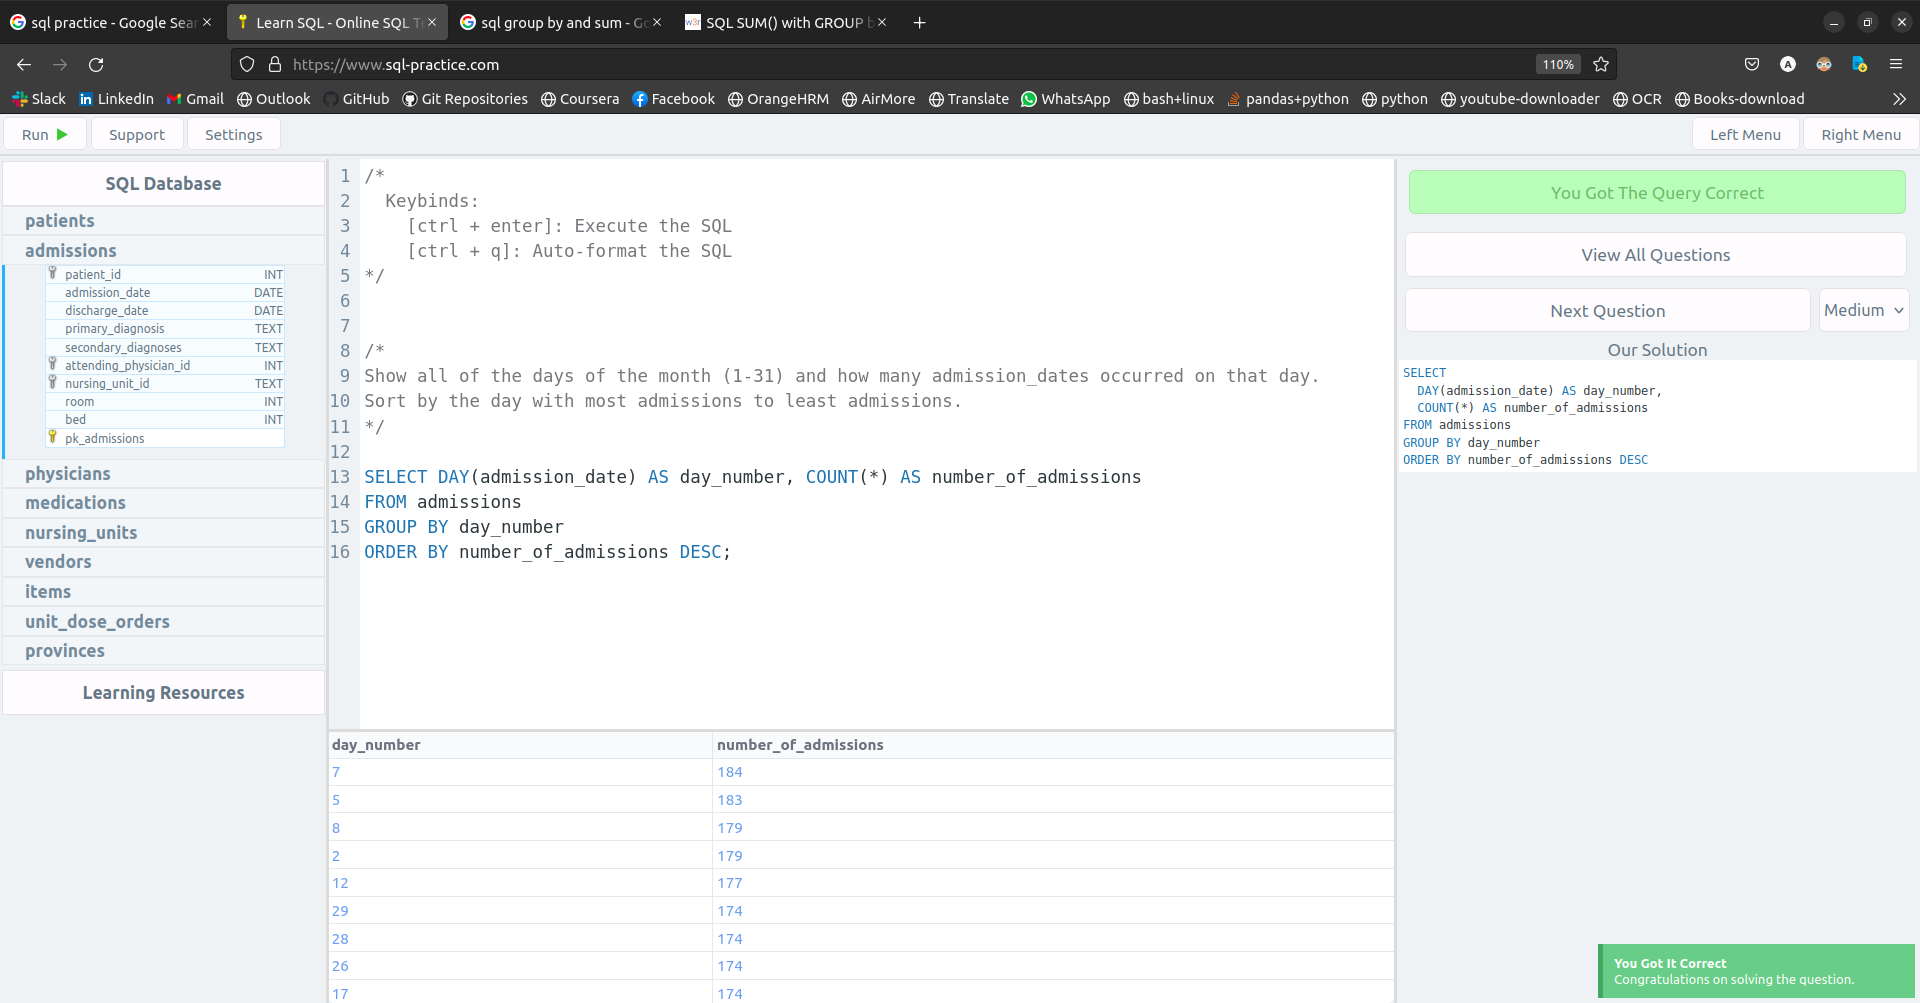 sql practice - Google Sear
Learn SQL - Online SQL Te
sql group by and sum - Go
w3r SQL SUM() with GROUP b
https://www.sql-practice.com
110%
Slack LinkedIn Gmail Outlook GitHub Git Repositories Coursera Facebook OrangeHRM AirMore Translate WhatsApp bash+linux pandas+python python youtube-downloader OCR Books-download
Run Support Settings Left Menu Right Menu
SQL Database
patients
admissions
patient_id INT
admission_date DATE
discharge_date DATE
primary_diagnosis TEXT
secondary_diagnoses TEXT
attending_physician_id INT
nursing_unit_id TEXT
room INT
bed INT
pk_admissions
physicians
medications
nursing_units
vendors
items
unit_dose_orders
provinces
Learning Resources
1 /*
2 Keybinds:
3 [ctrl + enter]: Execute the SQL
4 [ctrl + q]: Auto-format the SQL
5 */
6
7
8 /*
9 Show all of the days of the month (1-31) and how many admission_dates occurred on that day.
10 Sort by the day with most admissions to least admissions.
11 */
12
13 SELECT DAY(admission_date) AS day_number, COUNT(*) AS number_of_admissions
14 FROM admissions
15 GROUP BY day_number
16 ORDER BY number_of_admissions DESC;
day_number number_of_admissions
7 184
5 183
8 179
2 179
12 177
29 174
28 174
26 174
17 174
You Got The Query Correct
View All Questions
Next Question Medium
Our Solution
SELECT
DAY(admission_date) AS day_number,
COUNT(*) AS number_of_admissions
FROM admissions
GROUP BY day_number
ORDER BY number_of_admissions DESC
You Got It Correct
Congratulations on solving the question.